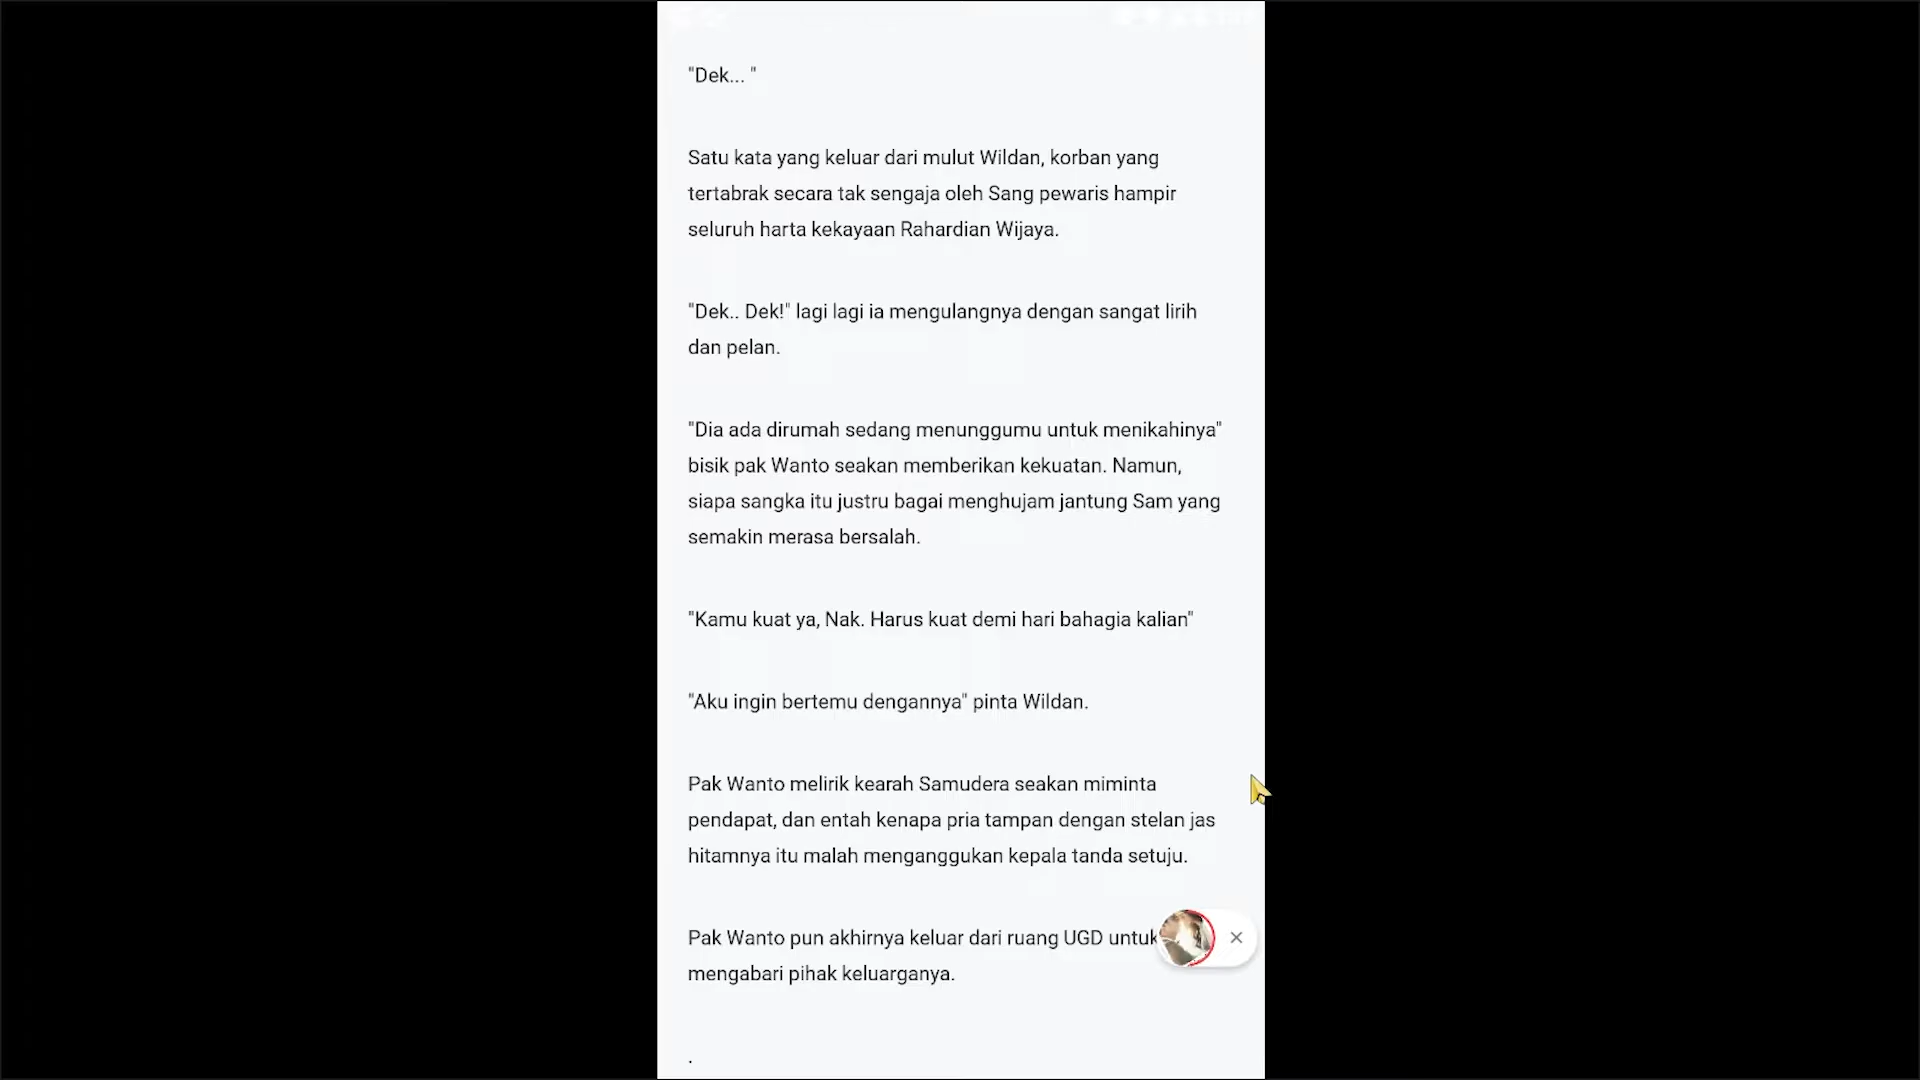 "Dek... "
Satu kata yang keluar dari mulut Wildan, korban yang
tertabrak secara tak sengaja oleh Sang pewaris hampir
seluruh harta kekayaan Rahardian Wijaya.
"Dek.. Dek!" lagi lagi ia mengulangnya dengan sangat lirih
dan pelan.
"Dia ada dirumah sedang menunggumu untuk menikahinya"
bisik pak Wanto seakan memberikan kekuatan. Namun,
siapa sangka itu justru bagai menghujam jantung Sam yang
semakin merasa bersalah.
"Kamu kuat ya, Nak. Harus kuat demi hari bahagia kalian"
"Aku ingin bertemu dengannya" pinta Wildan.
Pak Wanto melirik kearah Samudera seakan miminta
pendapat, dan entah kenapa pria tampan dengan stelan jas
hitamnya itu malah menganggukan kepala tanda setuju.
Pak Wanto pun akhirnya keluar dari ruang UGD untuk
mengabari pihak keluarganya.
.